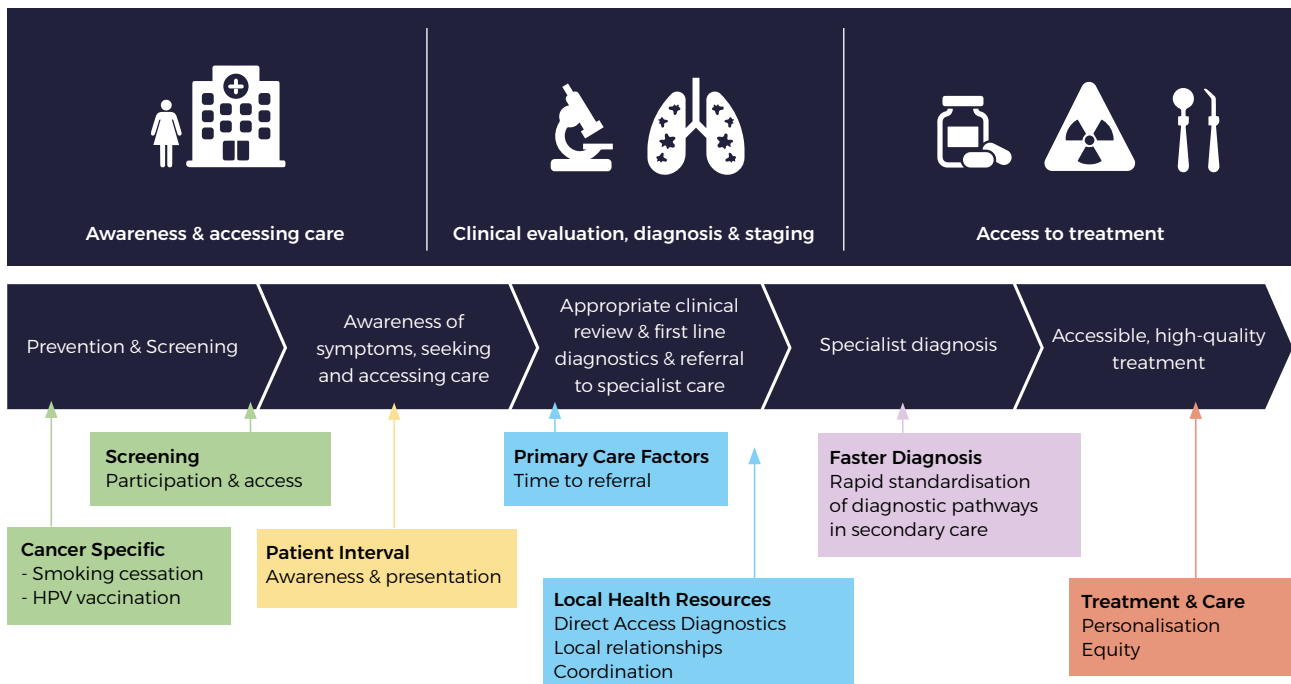 Awareness & accessing care
Clinical evaluation, diagnosis & staging
Access to treatment
Prevention & Screening
Awareness of
symptoms, seeking
and accessing care
Appropriate clinical
review & first line
diagnostics & referral
to specialist care
Specialist diagnosis
Accessible, high-quality
treatment
Screening
Participation & access
Cancer Specific
- Smoking cessation
- HPV vaccination
Patient Interval
Awareness & presentation
Primary Care Factors
Time to referral
Local Health Resources
Direct Access Diagnostics
Local relationships
Coordination
Faster Diagnosis
Rapid standardisation
of diagnostic pathways
in secondary care
Treatment & Care
Personalisation
Equity